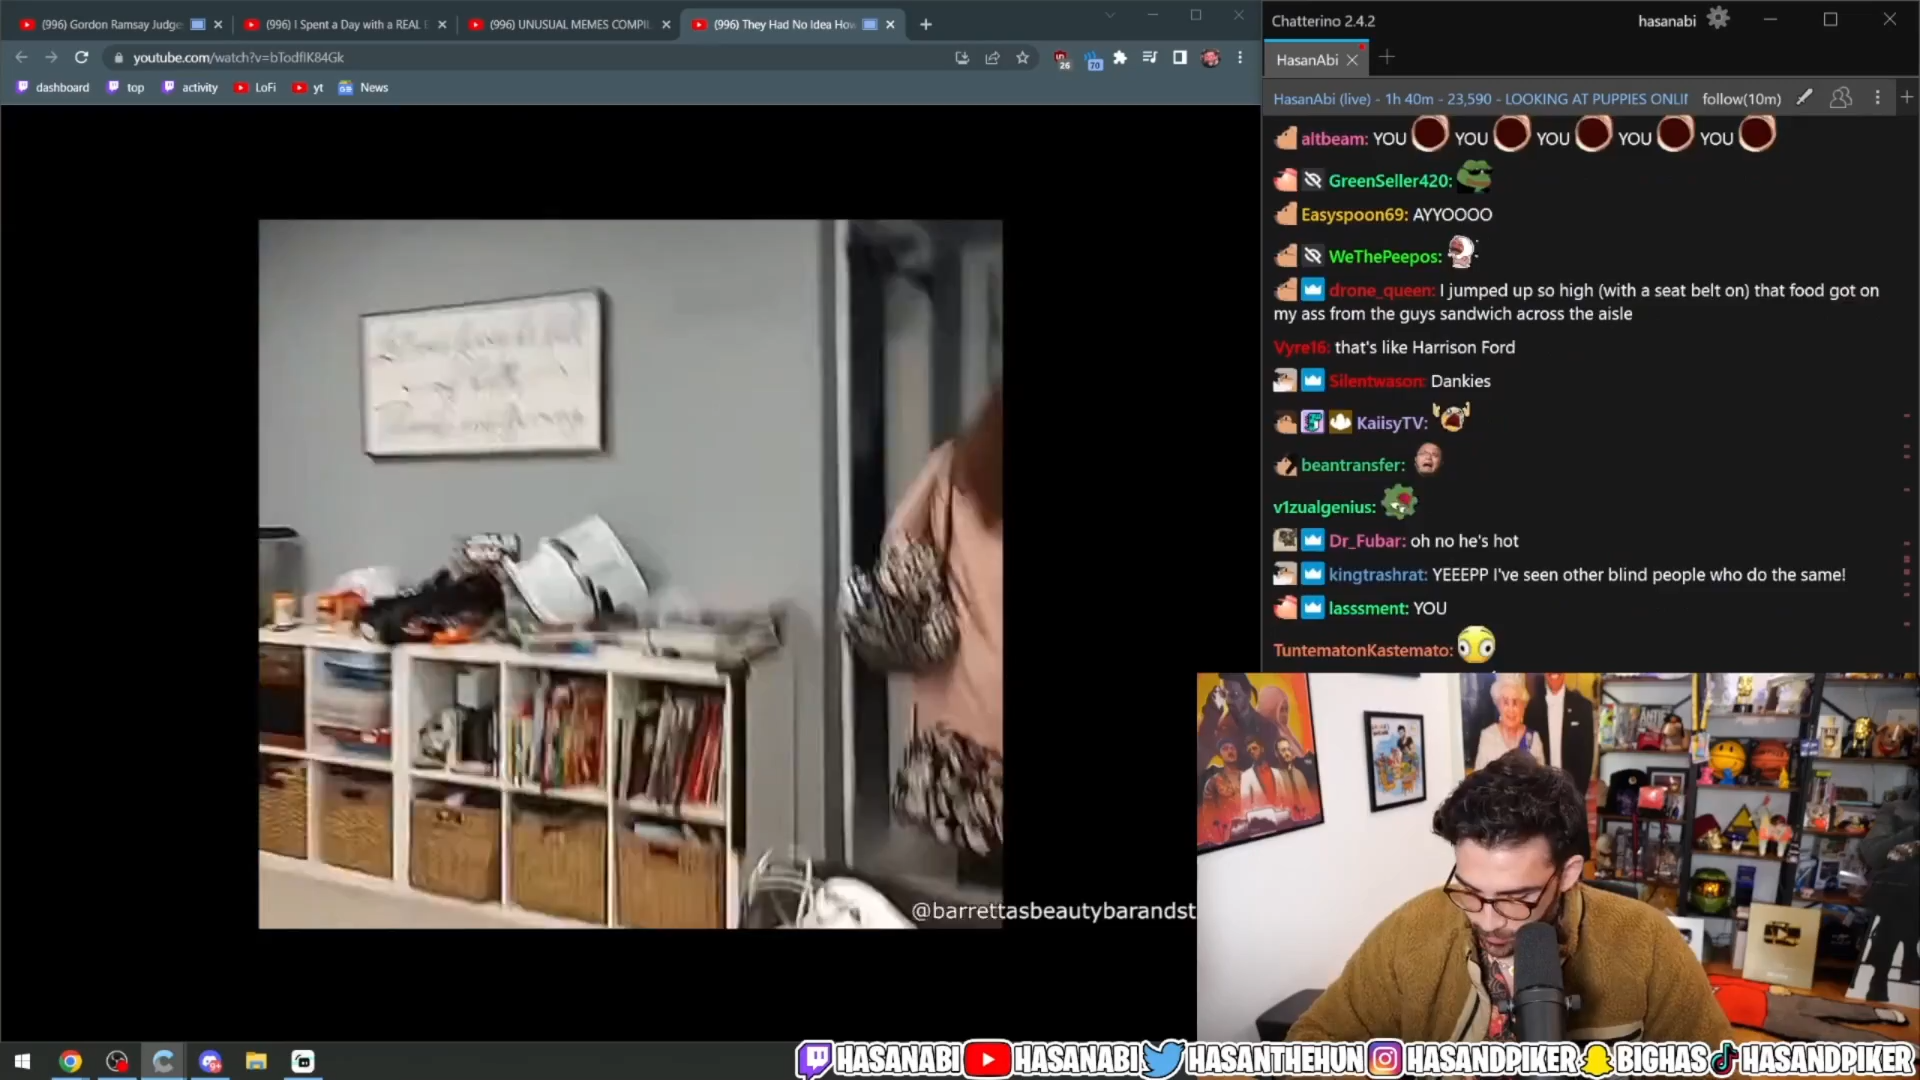 (996) Gordon Ramsay Judge
(996) I Spent a Day with a REAL
(996) UNUSUAL MEMES COMPIL
(996) They Had No Idea How
youtube.com/watch?v=bTodfIK84Gk
26
70
dashboard
top
activity
LoFi
yt
News
@barrettasbeautybarandst
Chatterino 2.4.2
hasanabi
HasanAbi
HasanAbi (live) - 1h 40m - 23,590 - LOOKING AT PUPPIES ONLI
follow(10m)
altbeam: YOU YOU YOU YOU YOU
GreenSeller420:
Easyspoon69: AYYOOOO
WeThePeepos:
drone_queen: I jumped up so high (with a seat belt on) that food got on
my ass from the guys sandwich across the aisle
Vyre16: that's like Harrison Ford
Silentwason: Dankies
KaiisyTV:
beantransfer:
v1zualgenius:
Dr_Fubar: oh no he's hot
kingtrashrat: YEEEPP I've seen other blind people who do the same!
lasssment: YOU
TuntematonKastemato:
HASANABI HASANABI HASANTHEHUN HASANDPIKER BIGHAS HASANDPIKER